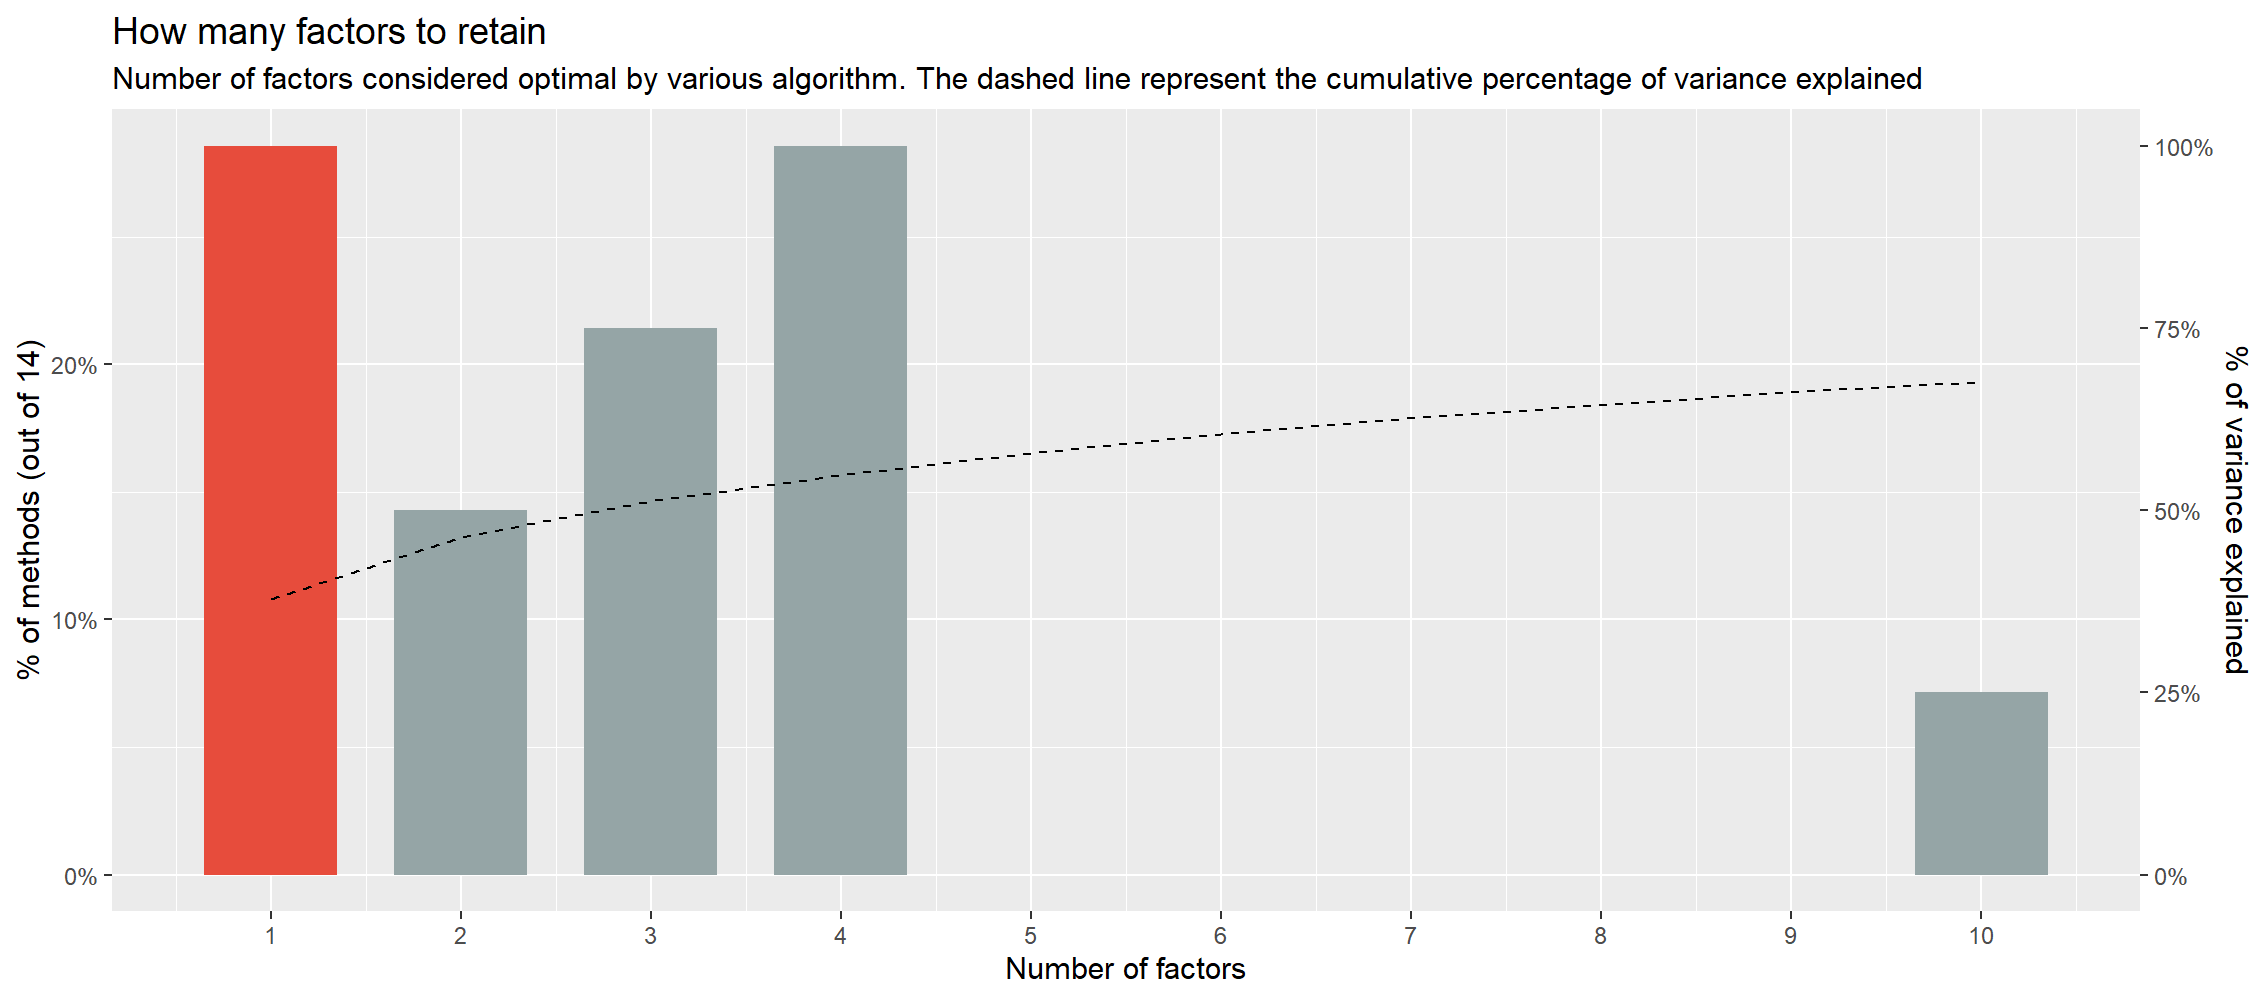 How many factors to retain
Number of factors considered optimal by various algorithm. The dashed line represent the cumulative percentage of variance explained
% of methods (out of 14)
20%
10%
0%
100%
75%
50%
25%
0%
% of variance explained
1 2 3 4 5 6 7 8 9 10
Number of factors